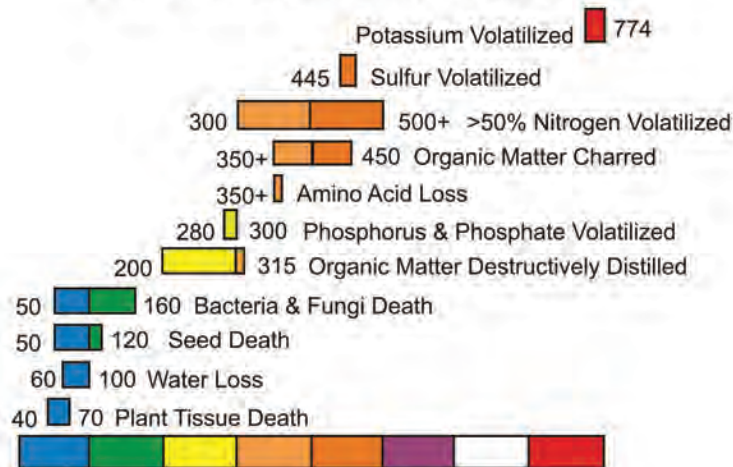 Potassium Volatilized 774
445 Sulfur Volatilized
300 500+ >50% Nitrogen Volatilized
350+ 450 Organic Matter Charred
350+ Amino Acid Loss
280 300 Phosphorus & Phosphate Volatilized
200 315 Organic Matter Destructively Distilled
50 160 Bacteria & Fungi Death
50 120 Seed Death
60 100 Water Loss
40 70 Plant Tissue Death